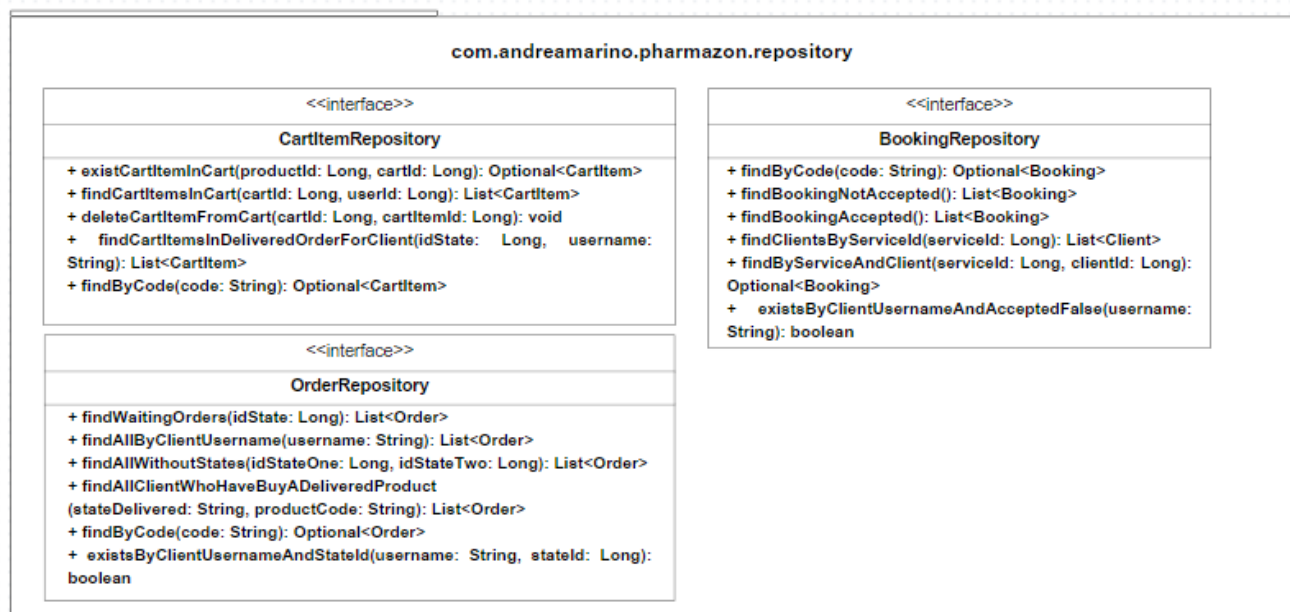 com.andreamarino.pharmazon.repository
<<interface>>
CartItemRepository
+ existCartItemInCart(productId: Long, cartId: Long): Optional<CartItem>
+ findCartItemsInCart(cartId: Long, userId: Long): List<CartItem>
+ deleteCartItemFromCart(cartId: Long, cartItemId: Long): void
+ findCartItemsInDeliveredOrderForClient(idState: Long, username:
String): List<CartItem>
+ findByCode(code: String): Optional<CartItem>
<<interface>>
BookingRepository
+ findByCode(code: String): Optional<Booking>
+ findBookingNotAccepted(): List<Booking>
+ findBookingAccepted(): List<Booking>
+ findClientsByServiceId(serviceId: Long): List<Client>
+ findByServiceAndClient(serviceId: Long, clientId: Long):
Optional<Booking>
+ existsByClientUsernameAndAcceptedFalse(username:
String): boolean
<<interface>>
OrderRepository
+ findWaitingOrders(idState: Long): List<Order>
+ findAllByClientUsername(username: String): List<Order>
+ findAllWithoutStates(idStateOne: Long, idStateTwo: Long): List<Order>
+ findAllClientWhoHaveBuyADeliveredProduct
(stateDelivered: String, productCode: String): List<Order>
+ findByCode(code: String): Optional<Order>
+ existsByClientUsernameAndStateId(username: String, stateId: Long):
boolean